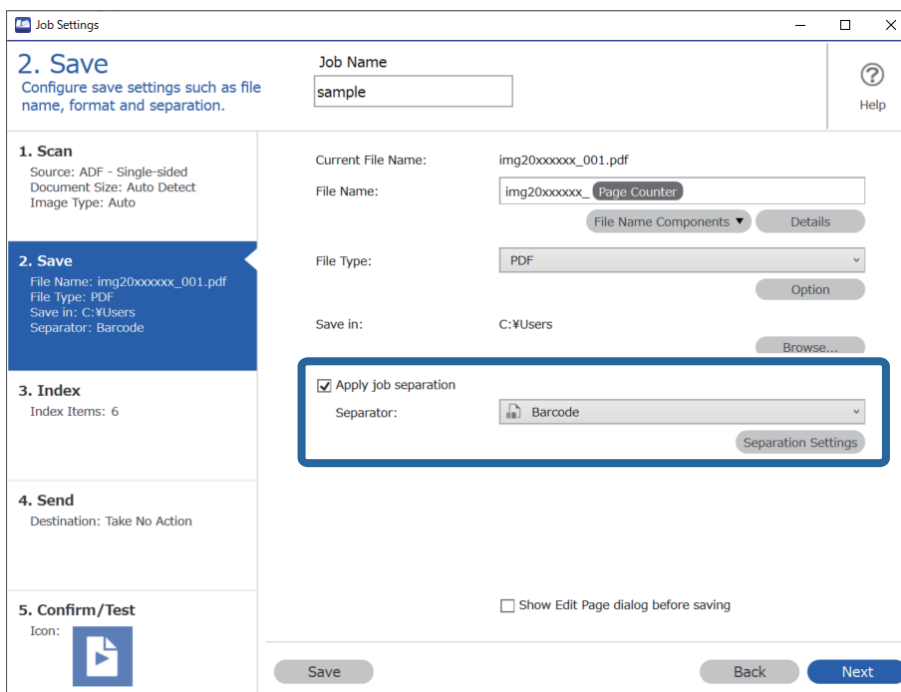 Job Settings
2. Save
Configure save settings such as file
name, format and separation.
Job Name
sample
Help
1. Scan
Source: ADF - Single-sided
Document Size: Auto Detect
Image Type: Auto
2. Save
File Name: img20xxxxxx_001.pdf
File Type: PDF
Save in: C:¥Users
Separator: Barcode
3. Index
Index Items: 6
4. Send
Destination: Take No Action
5. Confirm/Test
Icon:
Current File Name: img20xxxxxx_001.pdf
File Name: img20xxxxxx_ Page Counter
File Name Components ▼ Details
File Type: PDF
Option
Save in: C:¥Users
Browse...
Apply job separation
Separator: Barcode
Separation Settings
Show Edit Page dialog before saving
Save Back Next